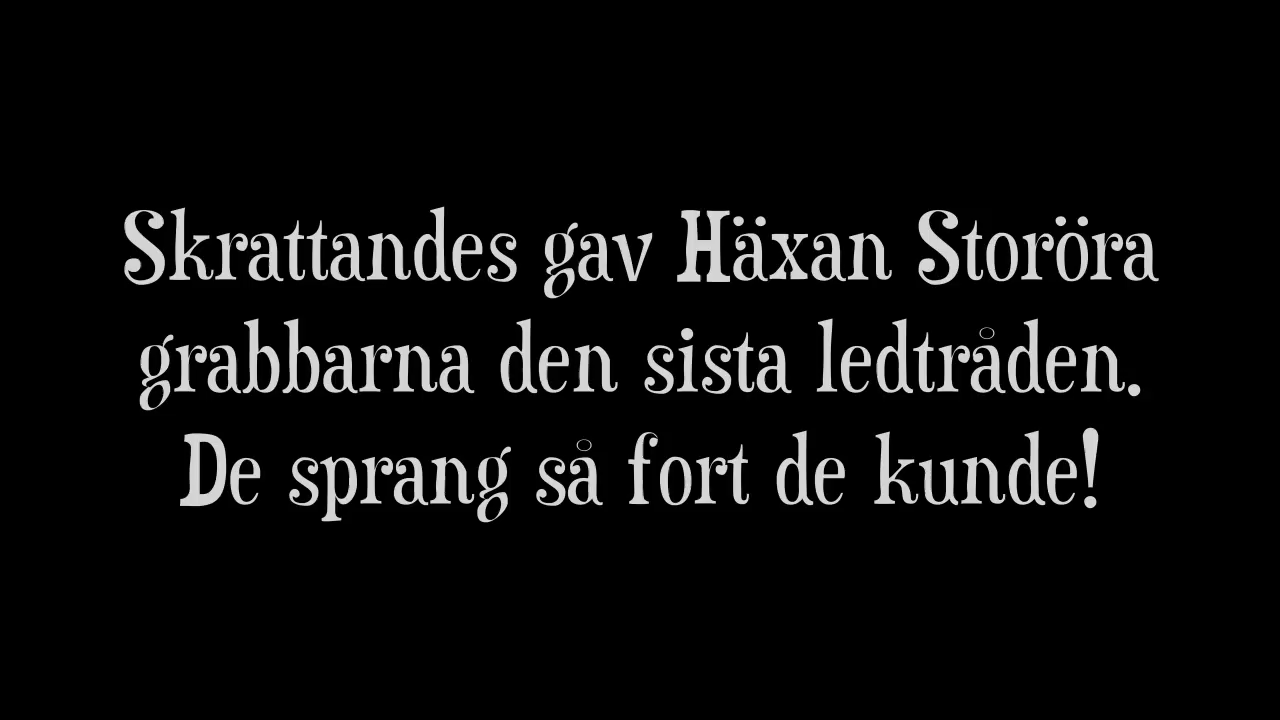 Skrattandes gav Häxan Storöra
grabbarna den sista ledtråden.
De sprang så fort de kunde!